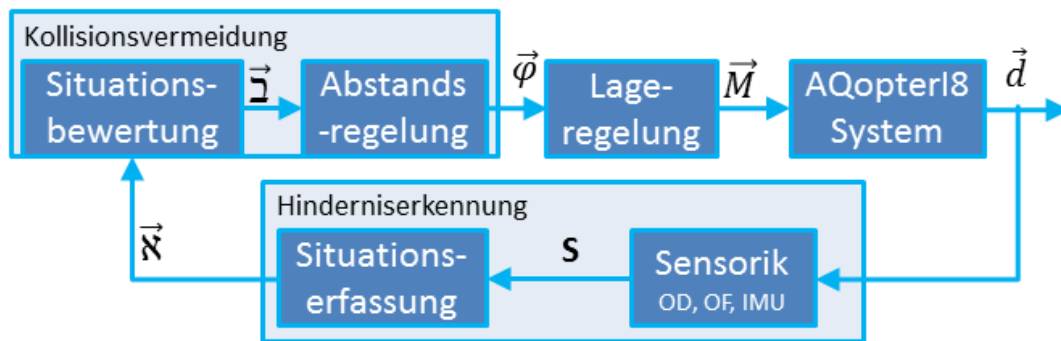 Kollisionsvermeidung
Situations-
bewertung
ℶ⃗
Abstands
-regelung
φ⃗
Lage-
regelung
M⃗
AQopterI8
System
d⃗
Hinderniserkennung
ℵ⃗
Situations-
erfassung
S
Sensorik
OD, OF, IMU